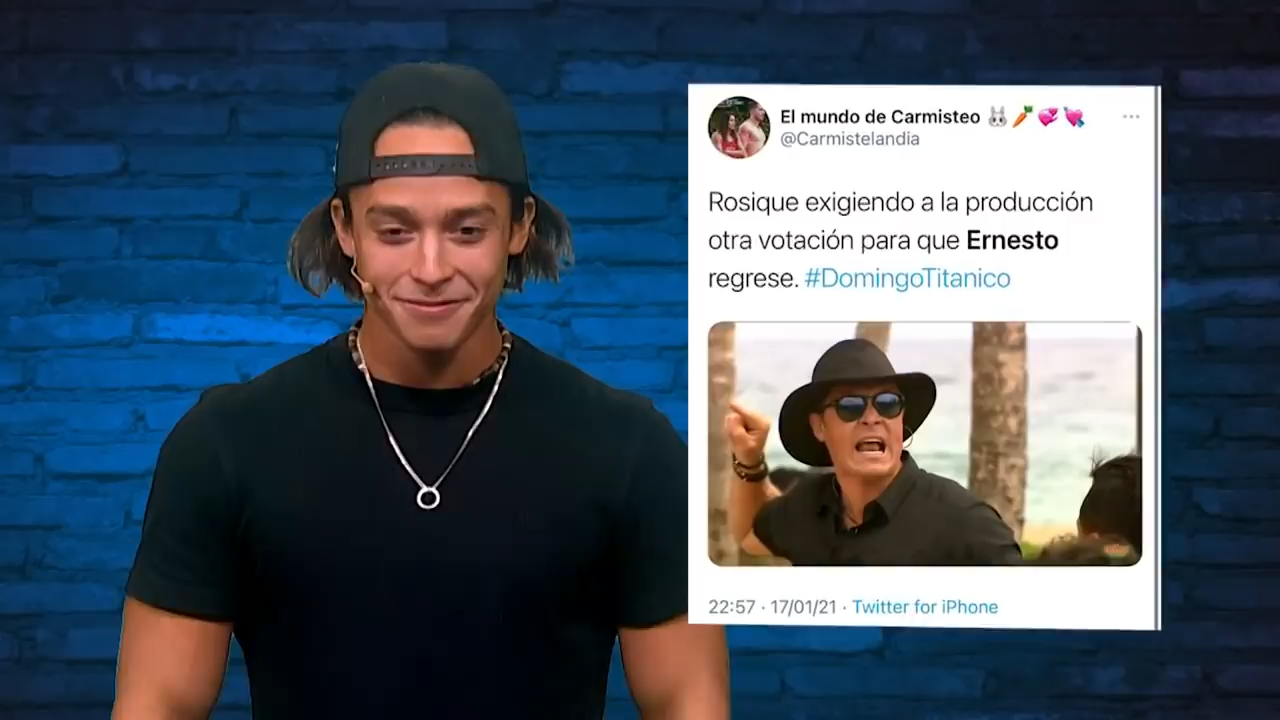 El mundo de Carmisteo 🐰🥕💞💘
@Carmistelandia
Rosique exigiendo a la producción
otra votación para que Ernesto
regrese. #DomingoTitanico
22:57 · 17/01/21 · Twitter for iPhone